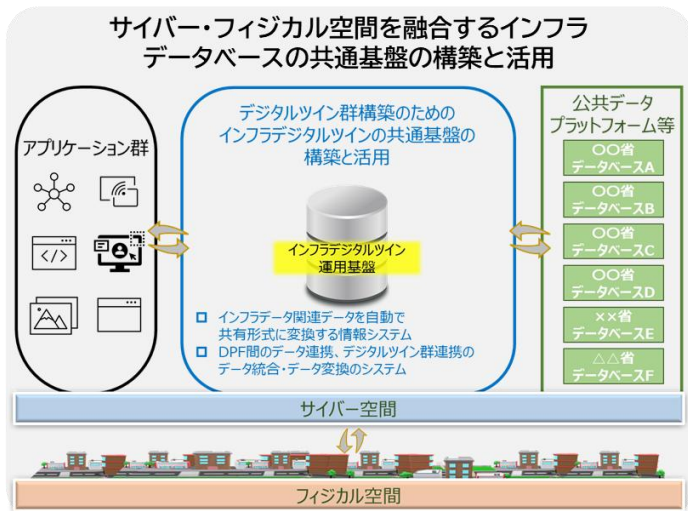 サイバー・フィジカル空間を融合するインフラ
データベースの共通基盤の構築と活用
アプリケーション群
デジタルツイン群構築のための
インフラデジタルツインの共通基盤の
構築と活用
インフラデジタルツイン
運用基盤
インフラデータ関連データを自動で
共有形式に変換する情報システム
DPF間のデータ連携、デジタルツイン群連携の
データ統合・データ変換のシステム
公共データ
プラットフォーム等
〇〇省
データベースA
〇〇省
データベースB
〇〇省
データベースC
〇〇省
データベースD
××省
データベースE
△△省
データベースF
サイバー空間
フィジカル空間